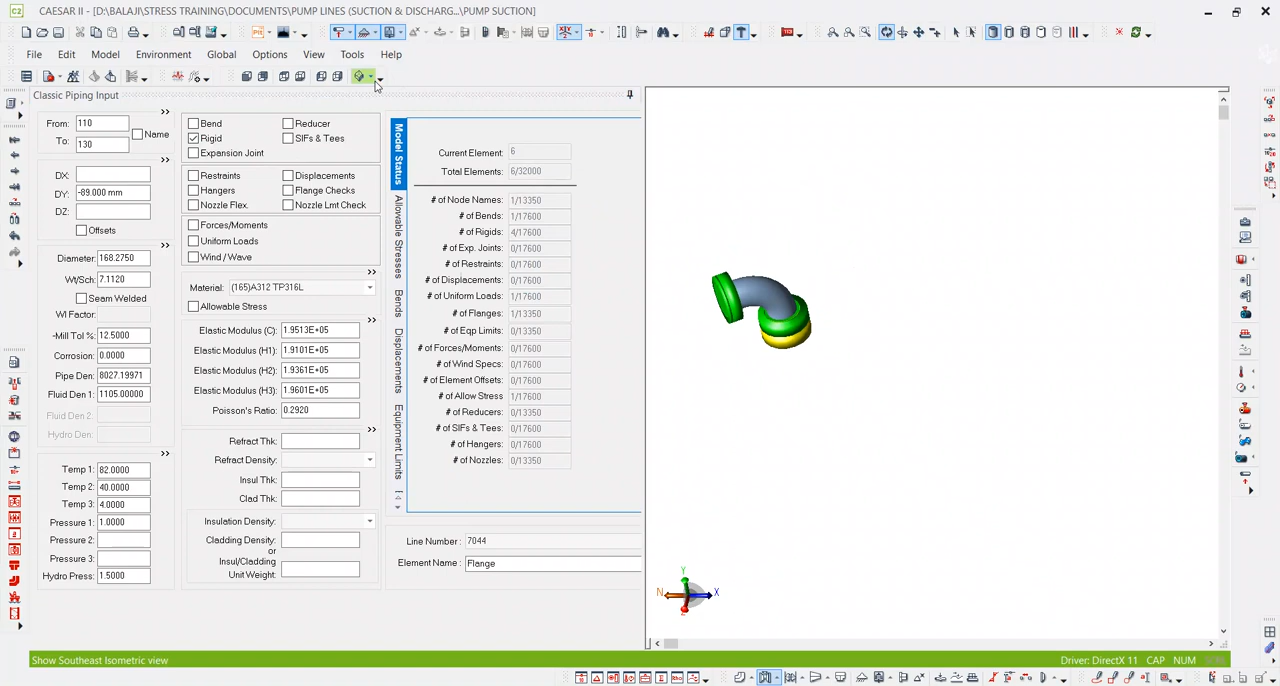 C2 CAESAR II - [D:\BALAJI\STRESS TRAINING\DOCUMENTS\PUMP LINES (SUCTION & DISCHARG...\PUMP SUCTION]
File Edit Model Environment Global Options View Tools Help
Classic Piping Input
From: 110
To: 130
Name
DX:
DY: -89.000 mm
DZ:
Offsets
Diameter: 168.2750
Wt/Sch: 7.1120
Seam Welded
WI Factor:
-Mill Tol %: 12.5000
Corrosion: 0.0000
Pipe Den: 8027.19971
Fluid Den 1: 1105.00000
Fluid Den 2:
Hydro Den:
Temp 1: 82.0000
Temp 2: 40.0000
Temp 3: 4.0000
Pressure 1: 1.0000
Pressure 2:
Pressure 3:
Hydro Press: 1.5000
Bend Reducer
Rigid SIFs & Tees
Expansion Joint
Restraints Displacements
Hangers Flange Checks
Nozzle Flex. Nozzle Lmt Check
Forces/Moments
Uniform Loads
Wind / Wave
Material: (165)A312 TP316L
Allowable Stress
Elastic Modulus (C): 1.9513E+05
Elastic Modulus (H1): 1.9101E+05
Elastic Modulus (H2): 1.9361E+05
Elastic Modulus (H3): 1.9601E+05
Poisson's Ratio: 0.2920
Refract Thk:
Refract Density:
Insul Thk:
Clad Thk:
Insulation Density:
Cladding Density:
or
Insul/Cladding
Unit Weight:
Model Status
Allowable Stresses
Bends
Displacements
Equipment Limits
Current Element: 6
Total Elements: 6/32000
# of Node Names: 1/13350
# of Bends: 1/17600
# of Rigids: 4/17600
# of Exp. Joints: 0/17600
# of Restraints: 0/17600
# of Displacements: 0/17600
# of Uniform Loads: 1/17600
# of Flanges: 1/13350
# of Eqp Limits: 0/13350
# of Forces/Moments: 0/17600
# of Wind Specs: 0/17600
# of Element Offsets: 0/17600
# of Allow Stress 1/17600
# of Reducers: 0/13350
# of SIFs & Tees: 0/17600
# of Hangers: 0/17600
# of Nozzles: 0/13350
Line Number : 7044
Element Name : Flange
Y
N X
Z
Show Southeast Isometric view
Driver: DirectX 11 CAP NUM